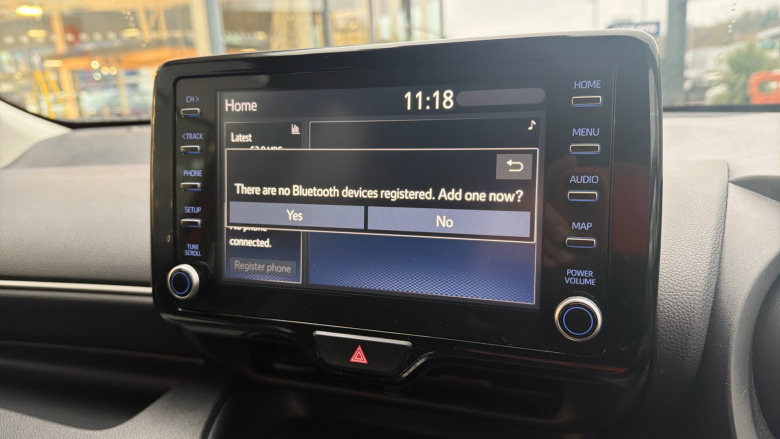 Home
11:18
Latest
There are no Bluetooth devices registered. Add one now?
Yes
No
connected.
Register phone
CH >
< TRACK
PHONE
SETUP
TUNE
SCROLL
HOME
MENU
AUDIO
MAP
POWER
VOLUME